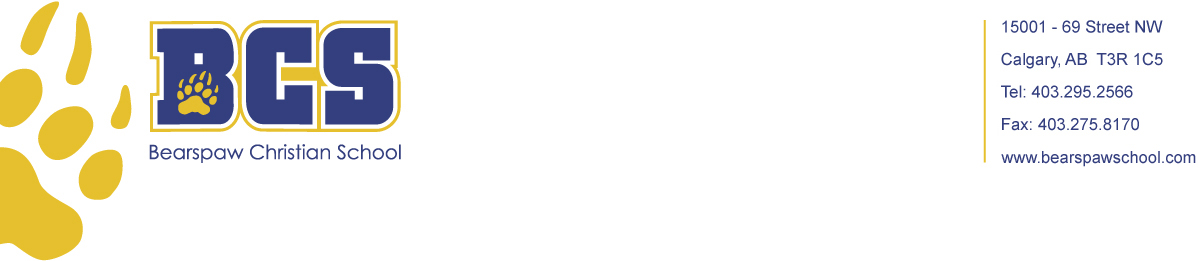 BCS
Bearspaw Christian School
15001 - 69 Street NW
Calgary, AB  T3R 1C5
Tel: 403.295.2566
Fax: 403.275.8170
www.bearspawschool.com